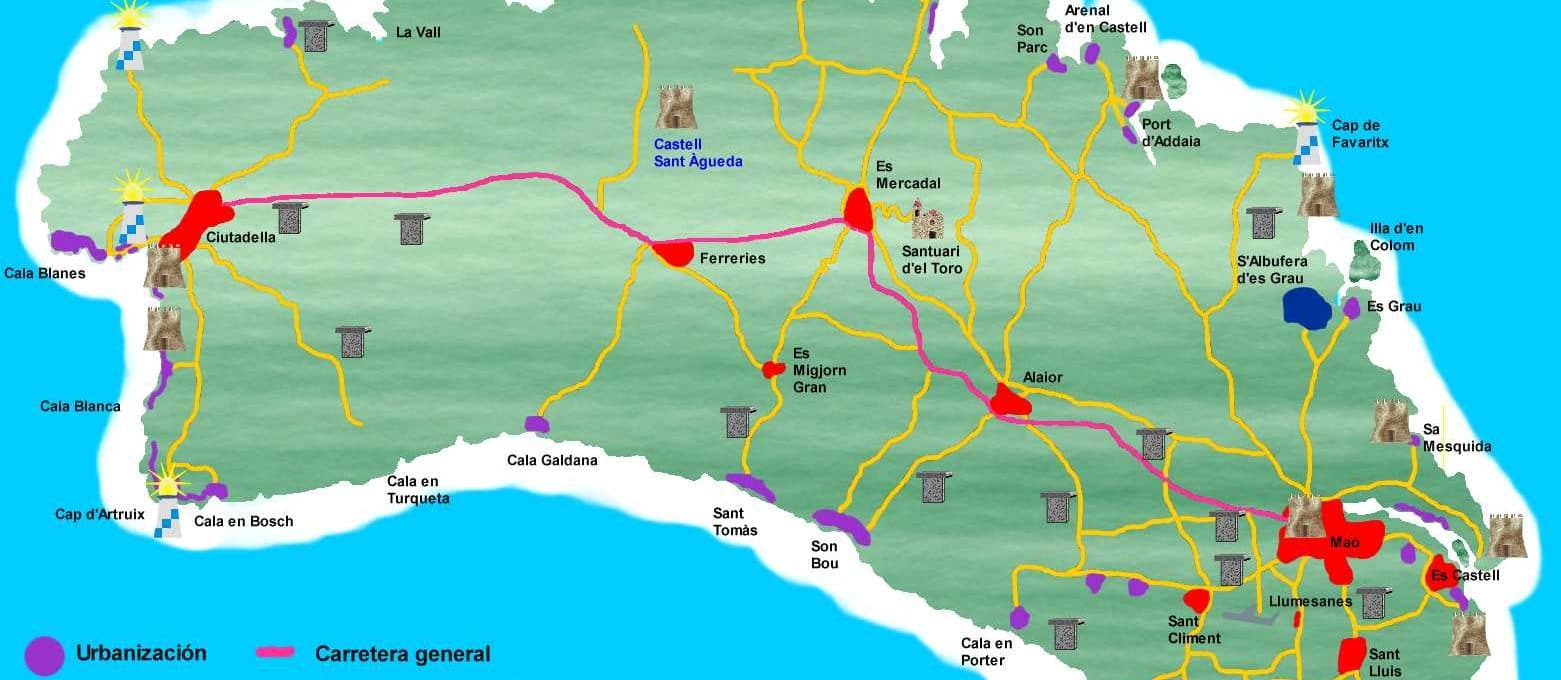 La Vall
Arenal
d'en Castell
Son
Parc
Port
d'Addaia
Cap de
Favaritx
Castell
Sant Àgueda
Es
Mercadal
Ciutadella
Cala Blanes
Ferreries
Santuari
d'el Toro
Illa d'en
Colom
S'Albufera
d'es Grau
Es Grau
Es
Migjorn
Gran
Alaior
Cala Blanca
Sa
Mesquida
Cala Galdana
Cala en
Turqueta
Cap d'Artruix
Cala en Bosch
Sant
Tomàs
Son
Bou
Maó
Es Castell
Llumesanes
Sant
Climent
Cala en
Porter
Sant
Lluis
Urbanización
Carretera general